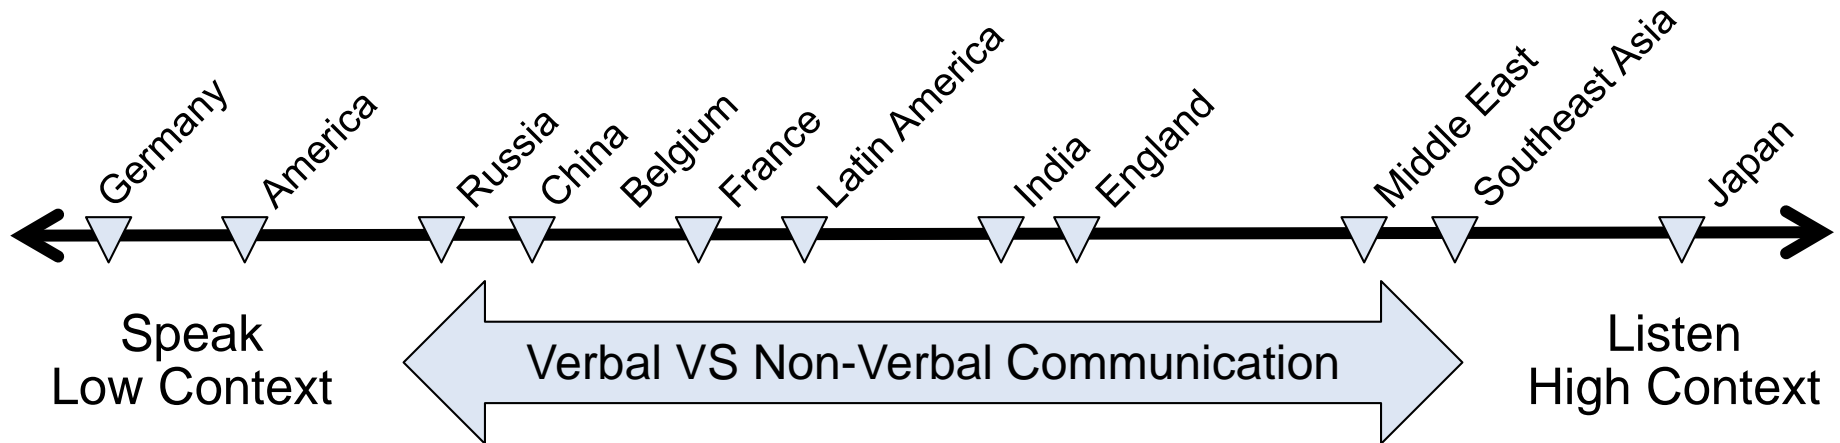 Germany
America
Russia
China
Belgium
France
Latin America
India
England
Middle East
Southeast Asia
Japan
Speak
Low Context
Verbal VS Non-Verbal Communication
Listen
High Context